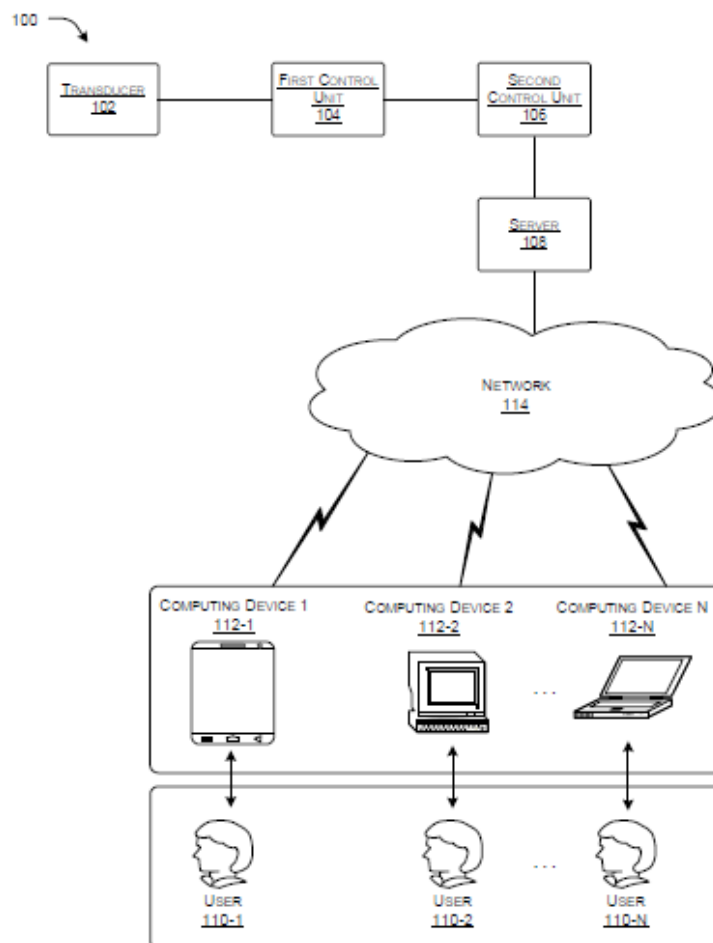 100
TRANSDUCER
102
FIRST CONTROL
UNIT
104
SECOND
CONTROL UNIT
106
SERVER
108
NETWORK
114
COMPUTING DEVICE 1
112-1
COMPUTING DEVICE 2
112-2
COMPUTING DEVICE N
112-N
...
USER
110-1
USER
110-2
...
USER
110-N